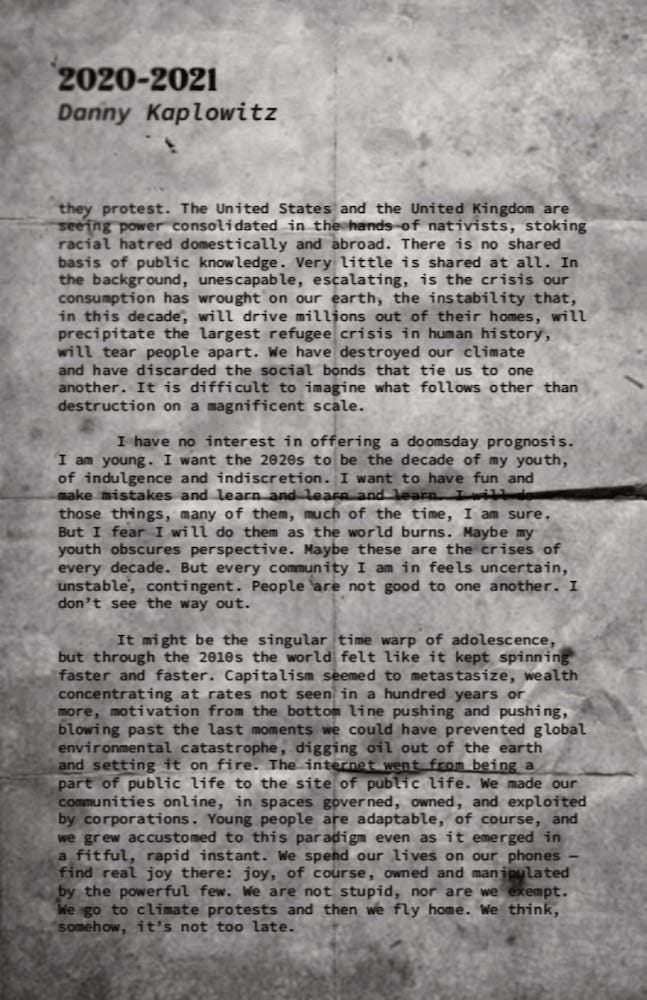 2020-2021
Danny Kaplowitz
they protest. The United States and the United Kingdom are
seeing power consolidated in the hands of nativists, stoking
racial hatred domestically and abroad. There is no shared
basis of public knowledge. Very little is shared at all. In
the background, unescapable, escalating, is the crisis our
consumption has wrought on our earth, the instability that,
in this decade, will drive millions out of their homes, will
precipitate the largest refugee crisis in human history,
will tear people apart. We have destroyed our climate
and have discarded the social bonds that tie us to one
another. It is difficult to imagine what follows other than
destruction on a magnificent scale.
I have no interest in offering a doomsday prognosis.
I am young. I want the 2020s to be the decade of my youth,
of indulgence and indiscretion. I want to have fun and
make mistakes and learn and learn and learn. I will do
those things, many of them, much of the time, I am sure.
But I fear I will do them as the world burns. Maybe my
youth obscures perspective. Maybe these are the crises of
every decade. But every community I am in feels uncertain,
unstable, contingent. People are not good to one another. I
don't see the way out.
It might be the singular time warp of adolescence,
but through the 2010s the world felt like it kept spinning
faster and faster. Capitalism seemed to metastasize, wealth
concentrating at rates not seen in a hundred years or
more, motivation from the bottom line pushing and pushing,
blowing past the last moments we could have prevented global
environmental catastrophe, digging oil out of the earth
and setting it on fire. The internet went from being a
part of public life to the site of public life. We made our
communities online, in spaces governed, owned, and exploited
by corporations. Young people are adaptable, of course, and
we grew accustomed to this paradigm even as it emerged in
a fitful, rapid instant. We spend our lives on our phones —
find real joy there: joy, of course, owned and manipulated
by the powerful few. We are not stupid, nor are we exempt.
We go to climate protests and then we fly home. We think,
somehow, it's not too late.